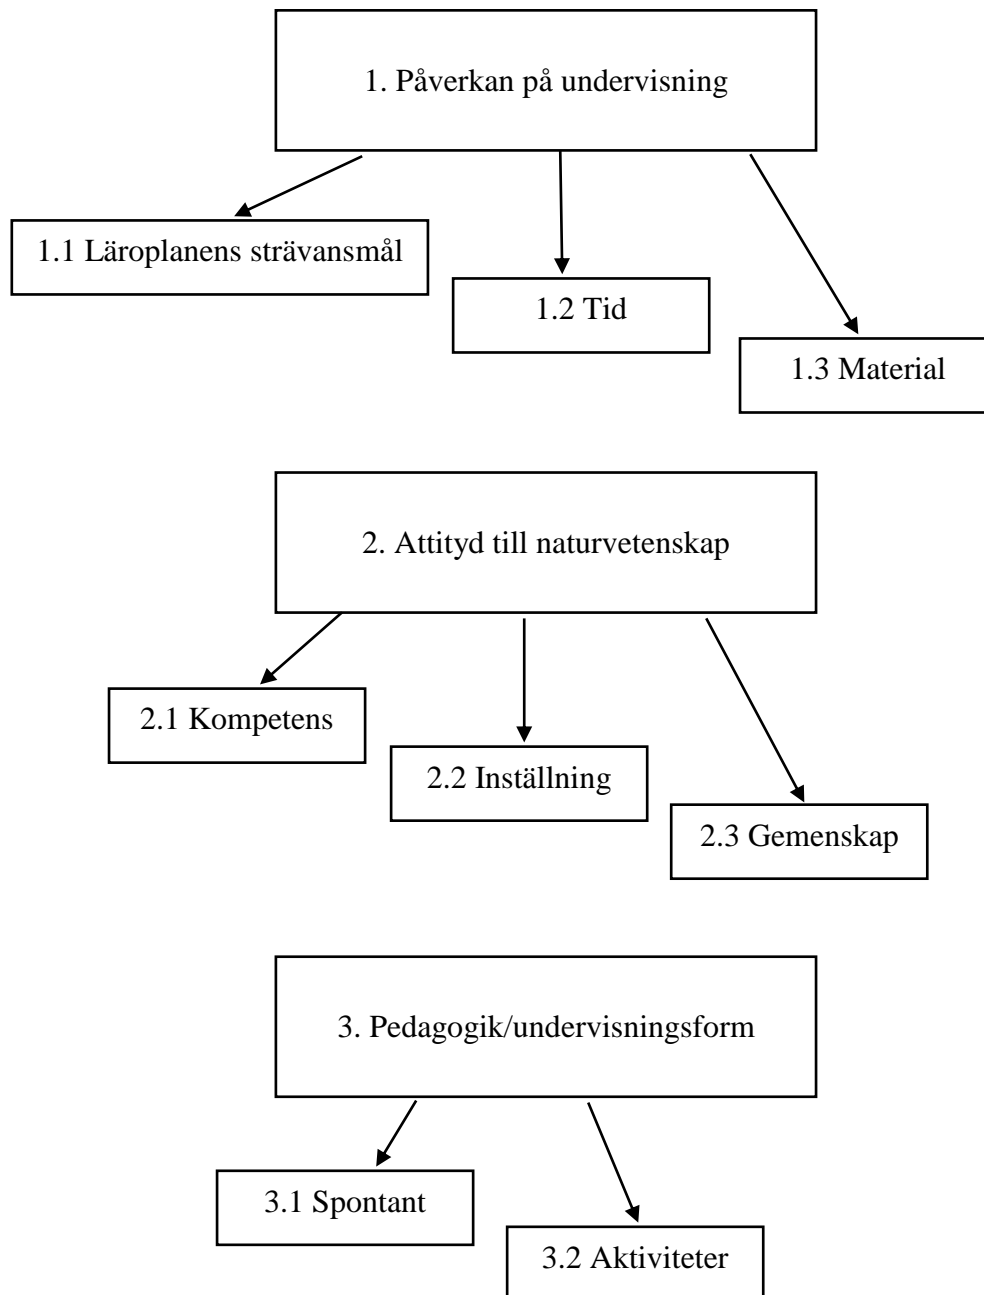 1. Påverkan på undervisning
1.1 Läroplanens strävansmål
1.2 Tid
1.3 Material
2. Attityd till naturvetenskap
2.1 Kompetens
2.2 Inställning
2.3 Gemenskap
3. Pedagogik/undervisningsform
3.1 Spontant
3.2 Aktiviteter